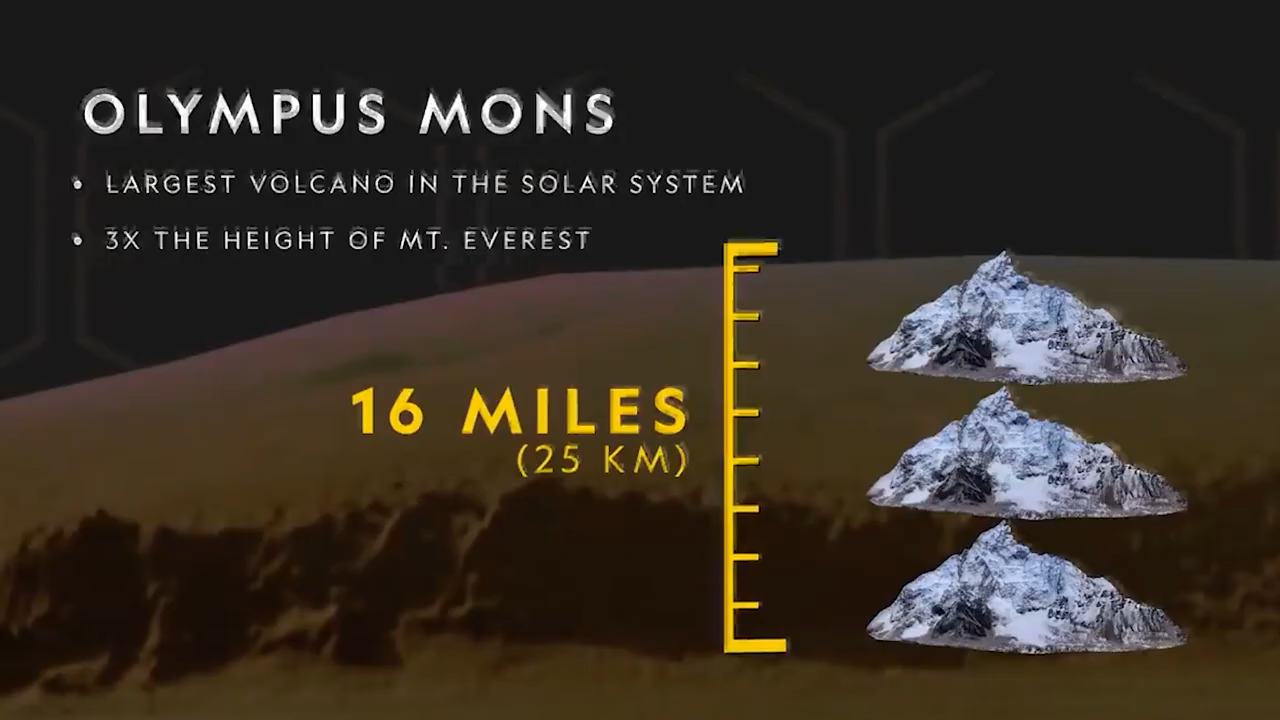 OLYMPUS MONS
• LARGEST VOLCANO IN THE SOLAR SYSTEM
• 3X THE HEIGHT OF MT. EVEREST
16 MILES
(25 KM)